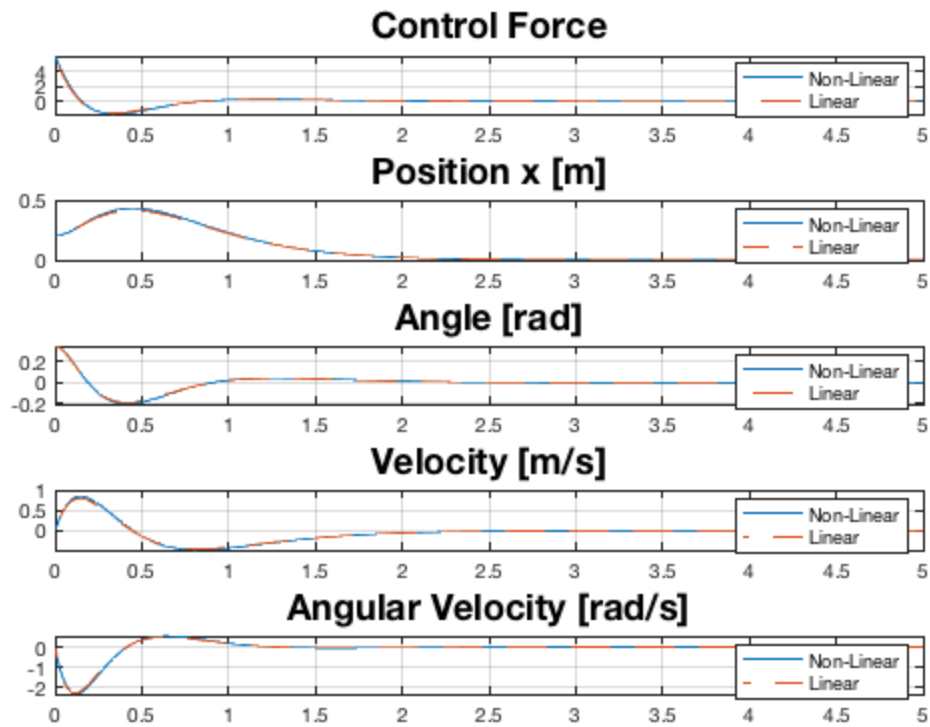 Control Force
4
2
0
Non-Linear
Linear
0 0.5 1 1.5 2 2.5 3 3.5 4 4.5 5
Position x [m]
0.5
0
Non-Linear
Linear
0 0.5 1 1.5 2 2.5 3 3.5 4 4.5 5
Angle [rad]
0.2
0
-0.2
Non-Linear
Linear
0 0.5 1 1.5 2 2.5 3 3.5 4 4.5 5
Velocity [m/s]
1
0.5
0
Non-Linear
Linear
0 0.5 1 1.5 2 2.5 3 3.5 4 4.5 5
Angular Velocity [rad/s]
0
-1
-2
Non-Linear
Linear
0 0.5 1 1.5 2 2.5 3 3.5 4 4.5 5